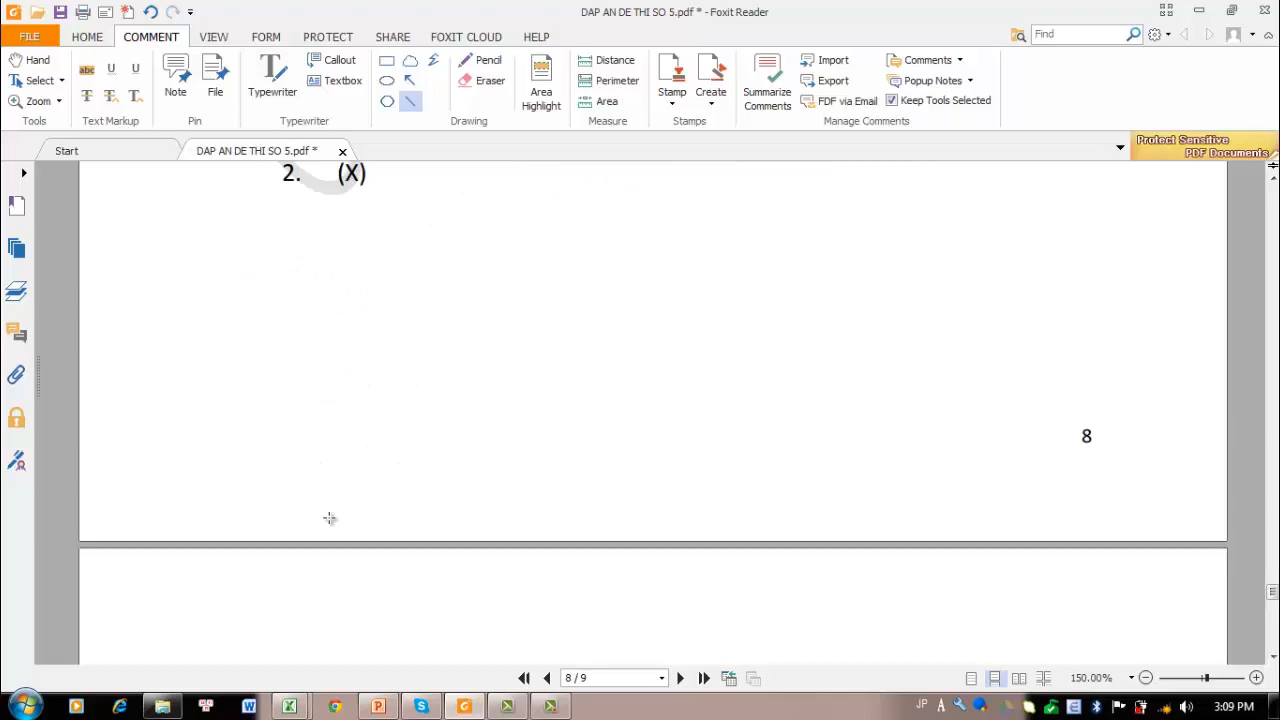 DAP AN DE THI SO 5.pdf * - Foxit Reader
FILE HOME COMMENT VIEW FORM PROTECT SHARE FOXIT CLOUD HELP
Find
Hand
Select
Zoom
Tools
Text Markup
Note
File
Pin
Typewriter
Callout
Textbox
Typewriter
Pencil
Eraser
Drawing
Area
Highlight
Distance
Perimeter
Area
Measure
Stamp
Create
Stamps
Summarize
Comments
Import
Export
FDF via Email
Comments
Popup Notes
Keep Tools Selected
Manage Comments
Start
DAP AN DE THI SO 5.pdf *
Protect Sensitive
PDF Documents
2. (X)
8
8 / 9
150.00%
JP
3:09 PM